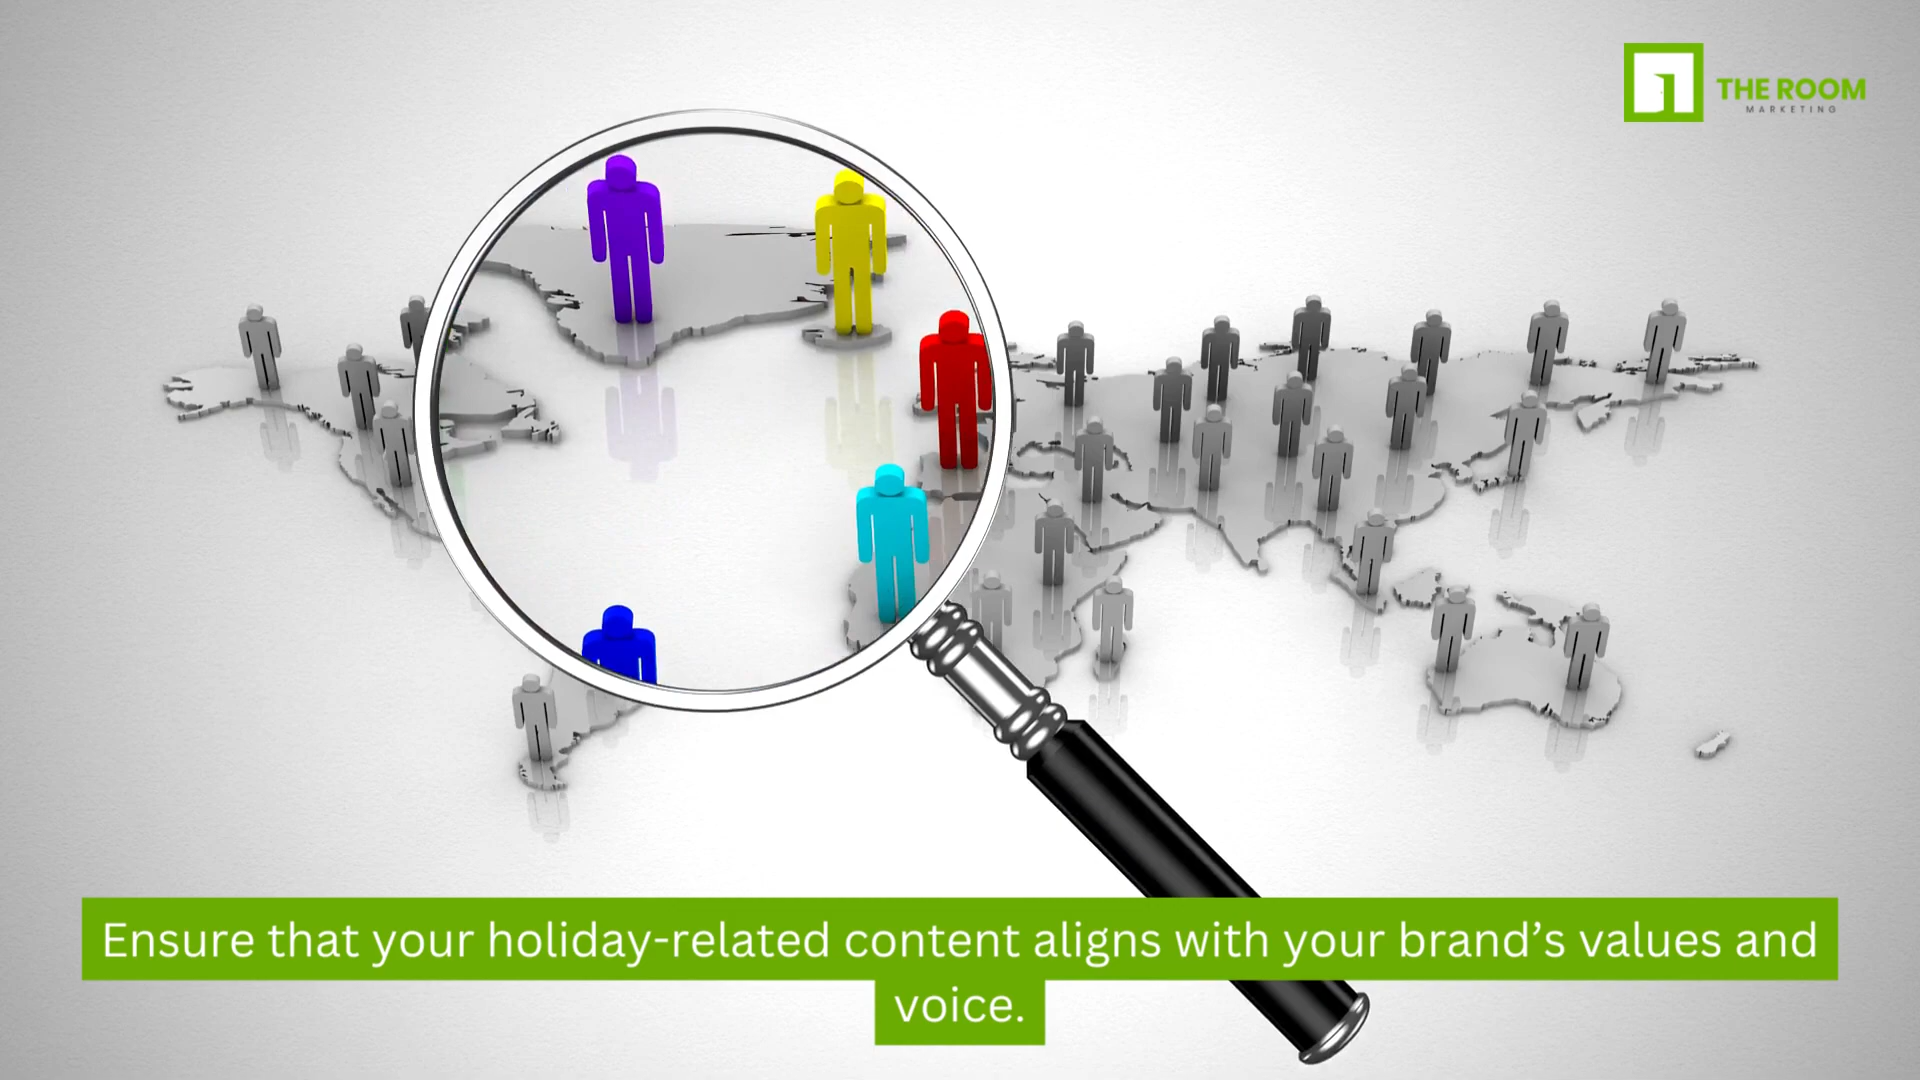 THE ROOM
MARKETING
Ensure that your holiday-related content aligns with your brand’s values and
voice.